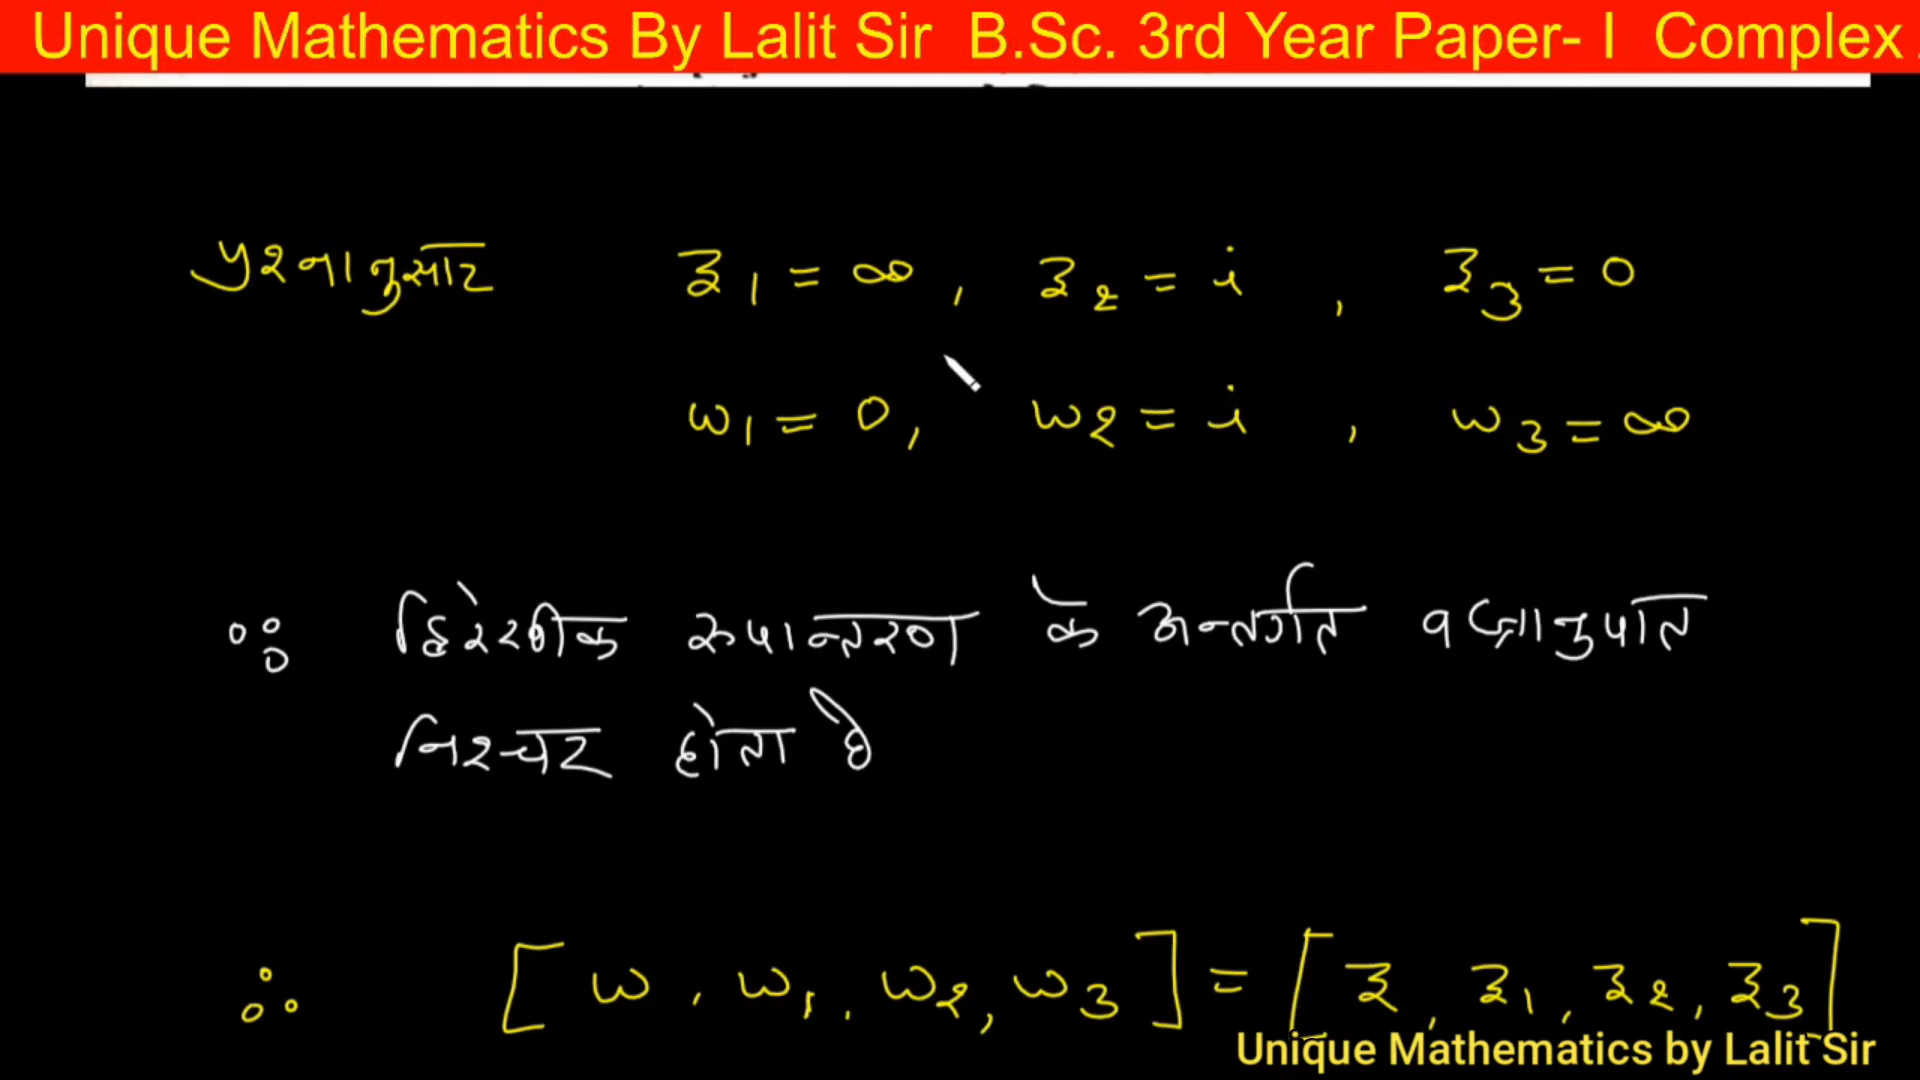 Unique Mathematics By Lalit Sir B.Sc. 3rd Year Paper- I Complex
प्रश्नानुसार z₁ = ∞, z₂ = i, z₃ = 0
w₁ = 0, w₂ = i, w₃ = ∞
∵ द्विरेखीक रूपान्तरण के अन्तर्गत वज्रानुपात
निश्चर होता है
∴ [w, w₁, w₂, w₃] = [z, z₁, z₂, z₃]
Unique Mathematics by Lalit Sir